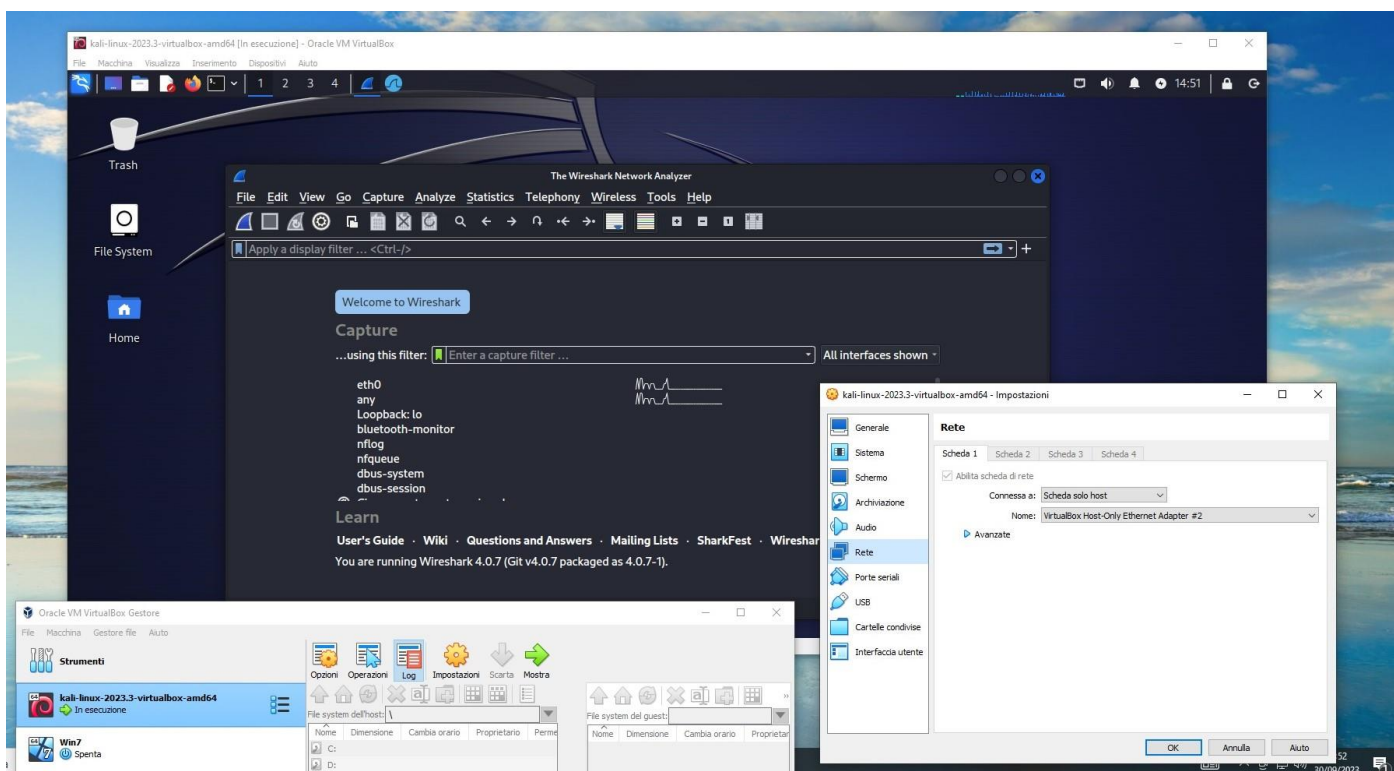 kali-linux-2023.3-virtualbox-amd64 [In esecuzione] - Oracle VM VirtualBox
File Macchina Visualizza Inserimento Dispositivi Aiuto
1 2 3 4
14:51
Trash
File System
Home
The Wireshark Network Analyzer
File Edit View Go Capture Analyze Statistics Telephony Wireless Tools Help
Apply a display filter ... <Ctrl-/>
Welcome to Wireshark
Capture
...using this filter: Enter a capture filter ... All interfaces shown
eth0
any
Loopback: lo
bluetooth-monitor
nflog
nfqueue
dbus-system
dbus-session
Learn
User's Guide · Wiki · Questions and Answers · Mailing Lists · SharkFest · Wireshar
You are running Wireshark 4.0.7 (Git v4.0.7 packaged as 4.0.7-1).
kali-linux-2023.3-virtualbox-amd64 - Impostazioni
Generale
Sistema
Schermo
Archiviazione
Audio
Rete
Porte seriali
USB
Cartelle condivise
Interfaccia utente
Rete
Scheda 1 Scheda 2 Scheda 3 Scheda 4
Abilita scheda di rete
Connessa a: Scheda solo host
Nome: VirtualBox Host-Only Ethernet Adapter #2
Avanzate
OK Annulla Aiuto
Oracle VM VirtualBox Gestore
File Macchina Gestore file Aiuto
Strumenti
kali-linux-2023.3-virtualbox-amd64
In esecuzione
Win7
Spenta
Opzioni Operazioni Log Impostazioni Scarta Mostra
File system dell'host: \
Nome Dimensione Cambia orario Proprietario Perme
C:
D:
File system del guest:
Nome Dimensione Cambia orario Proprietar
52
30/09/2023